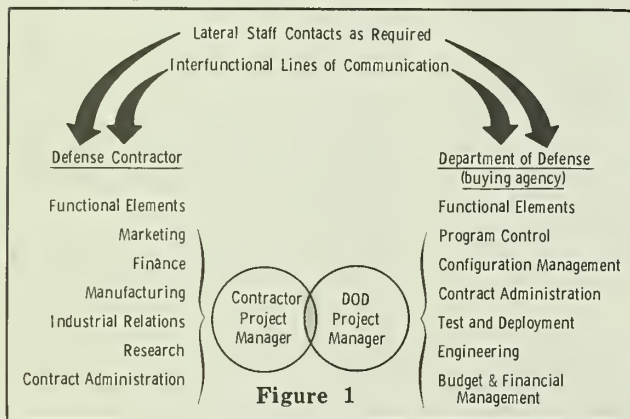 Lateral Staff Contacts as Required
Interfunctional Lines of Communication
Defense Contractor
Functional Elements
Marketing
Finance
Manufacturing
Industrial Relations
Research
Contract Administration
Contractor
Project
Manager
DOD
Project
Manager
Department of Defense
(buying agency)
Functional Elements
Program Control
Configuration Management
Contract Administration
Test and Deployment
Engineering
Budget & Financial
Management
Figure 1